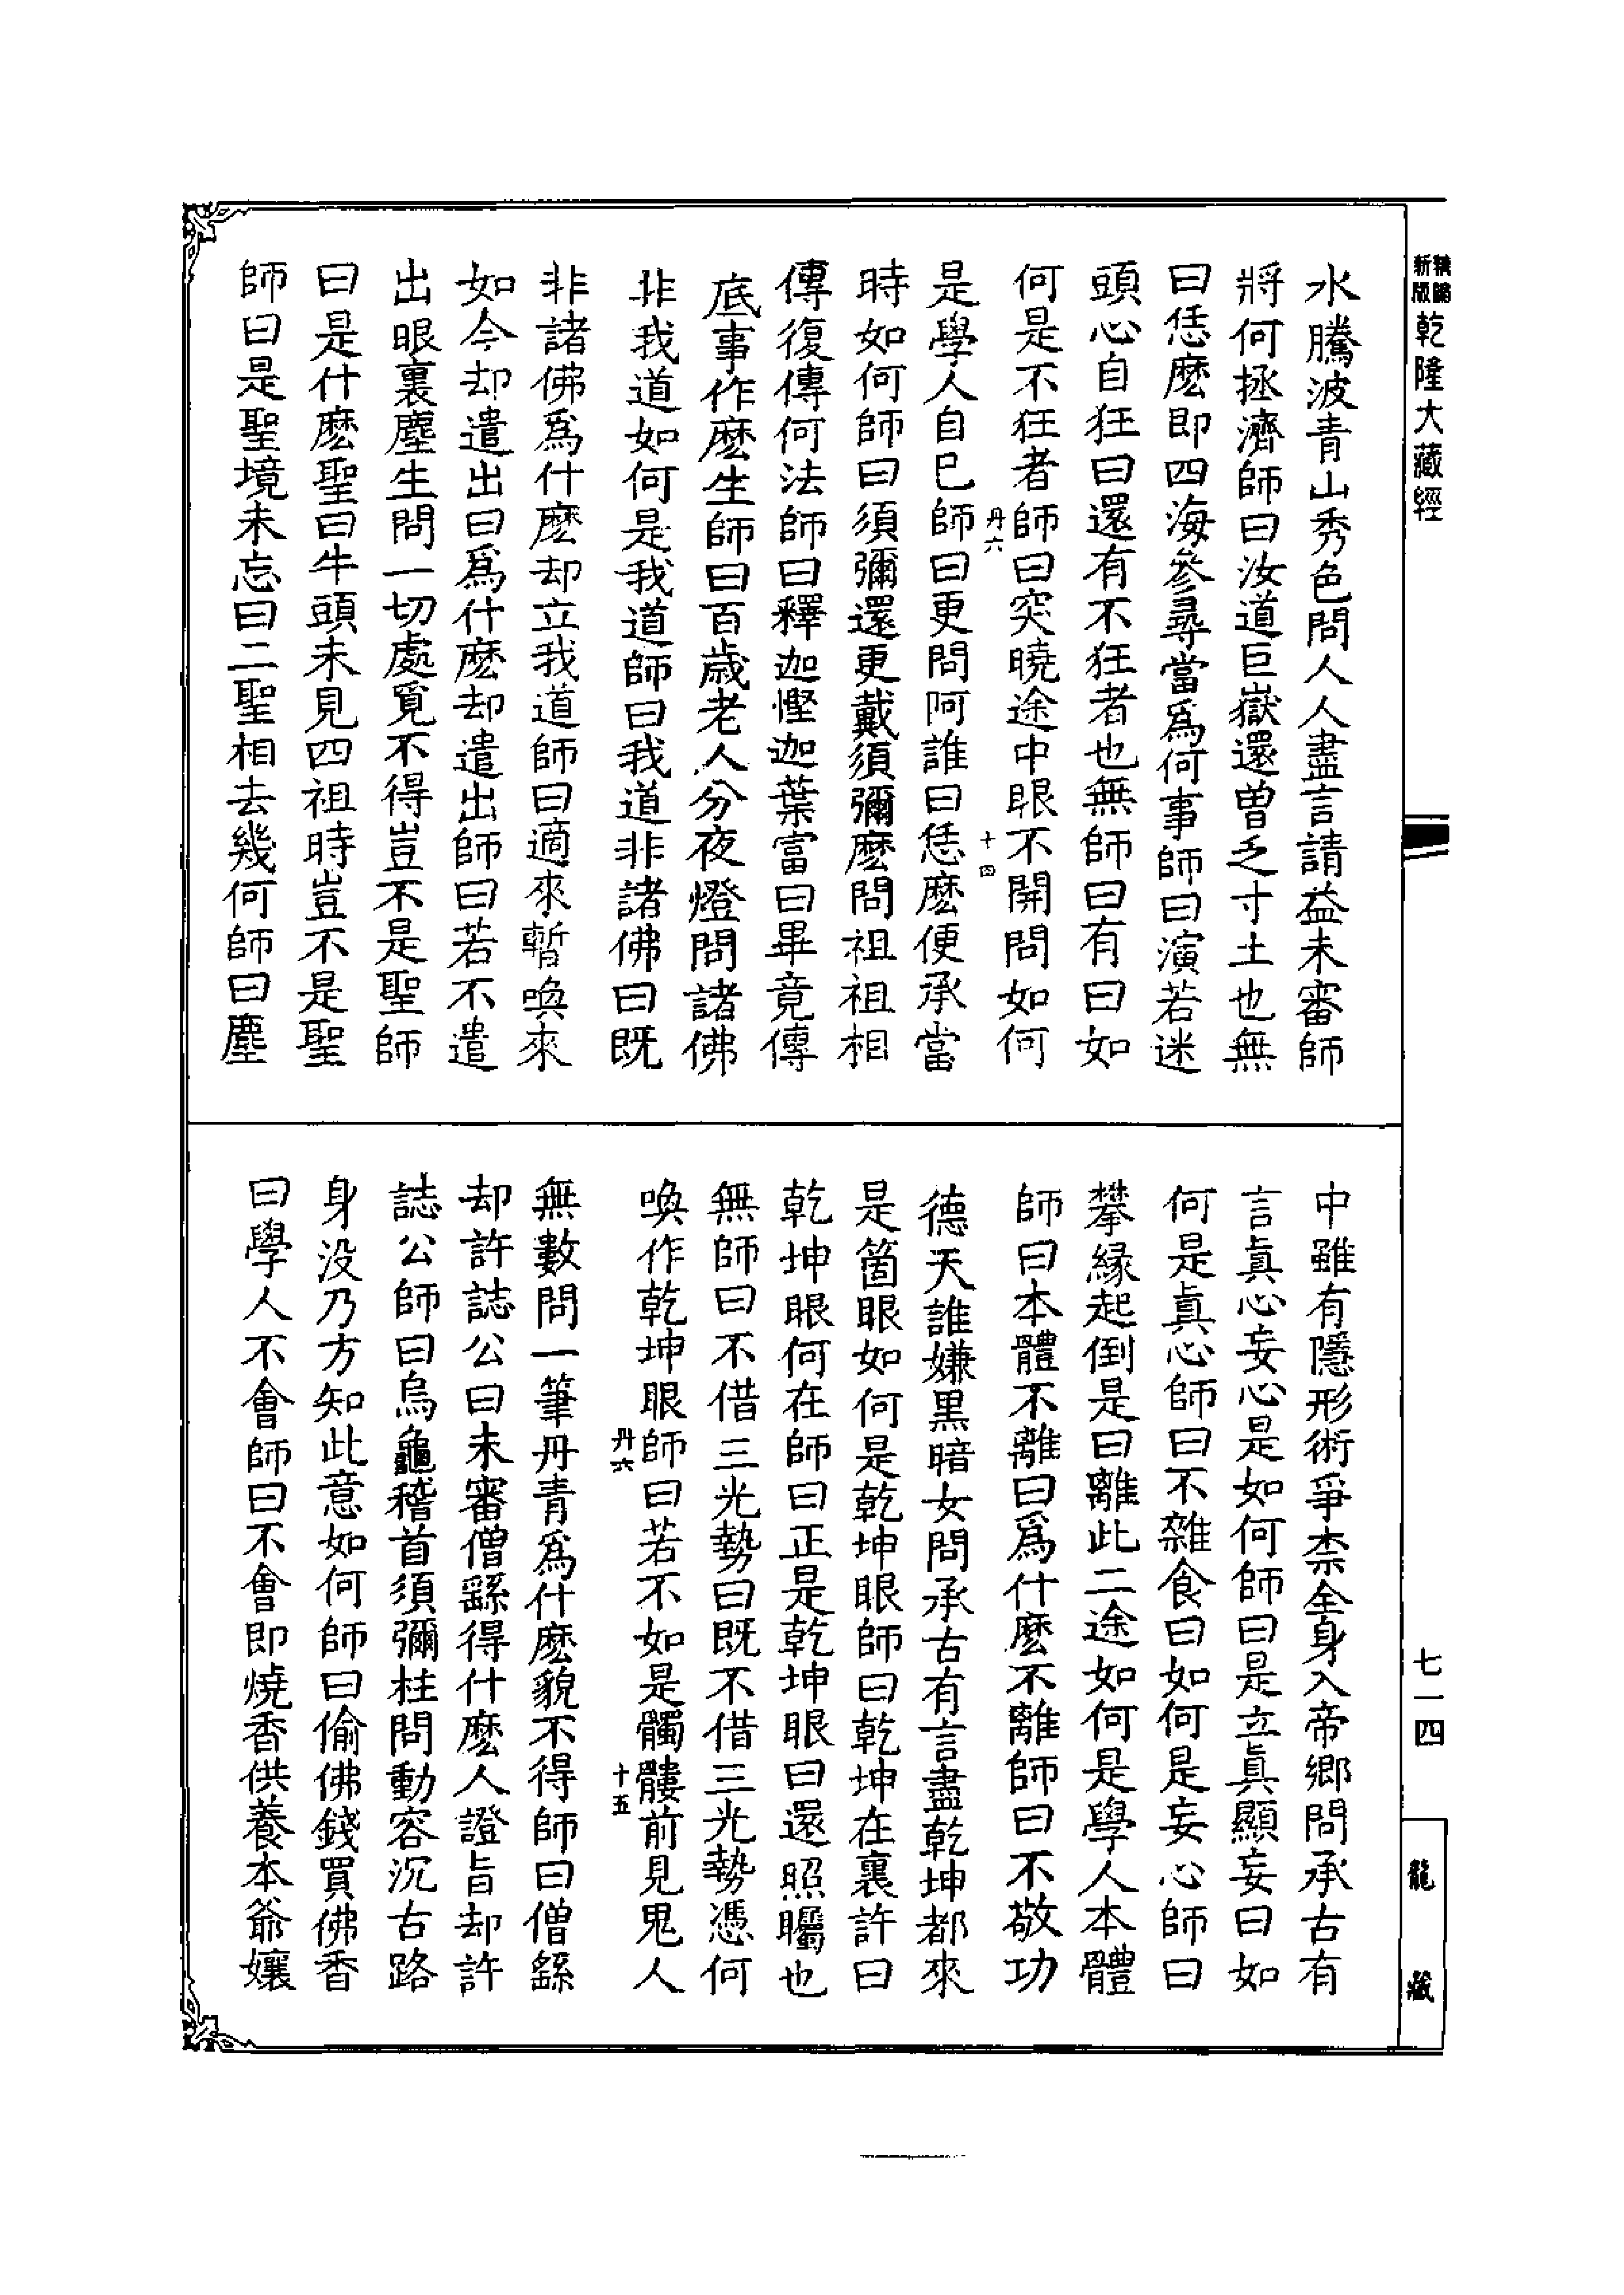 精縮
新版
乾隆大藏經
水騰波青山秀色問人人盡言請益未審師
將何拯濟師曰汝道巨嶽還曾乏寸土也無
曰恁麽即四海參尋當爲何事師曰演若迷
頭心自狂曰還有不狂者也無師曰有曰如
何是不狂者師曰突曉途中眼不開問如何
丹六
十四
是學人自巳師曰更問阿誰曰恁麽便承當
時如何師曰須彌還更戴須彌麽問祖祖相
傳復傳何法師曰釋迦慳迦葉富曰畢竟傳
底事作麽生師曰百歳老人分夜燈問諸佛
非我道如何是我道師曰我道非諸佛曰既
非諸佛爲什麽却立我道師曰適來暫喚來
如今却遣出曰爲什麽却遣出師曰若不遣
出眼裏塵生問一切處覓不得豈不是聖師
曰是什麽聖曰牛頭未見四祖時豈不是聖
師曰是聖境未忘曰二聖相去幾何師曰塵
中雖有隱形術爭柰全身入帝鄉問承古有
言真心妄心是如何師曰是立真顯妄曰如
何是真心師曰不雜食曰如何是妄心師曰
攀緣起倒是曰離此二途如何是學人本體
師曰本體不離曰爲什麽不離師曰不敬功
德天誰嫌黑暗女問承古有言盡乾坤都來
是箇眼如何是乾坤眼師曰乾坤在裏許曰
乾坤眼何在師曰正是乾坤眼曰還照矚也
無師曰不借三光勢曰既不借三光勢憑何
喚作乾坤眼師曰若不如是髑髏前見鬼人
丹六
十五
無數問一筆丹青爲什麽貌不得師曰僧繇
却許誌公曰未審僧繇得什麽人證旨却許
誌公師曰烏龜稽首須彌柱問動容沉古路
身没乃方知此意如何師曰偷佛錢買佛香
曰學人不會師曰不會即燒香供養本爺孃
七一四
龍藏